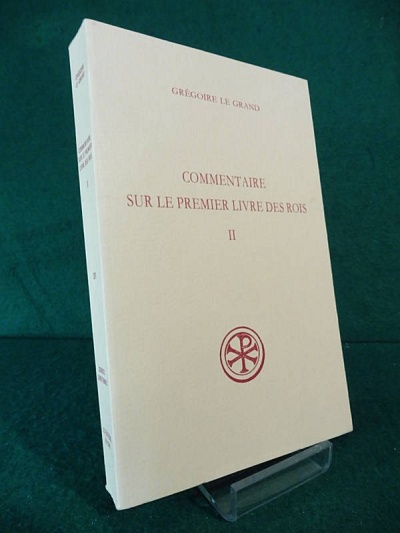 GRÉGOIRE LE GRAND
COMMENTAIRE
SUR LE PREMIER LIVRE DES ROIS
II